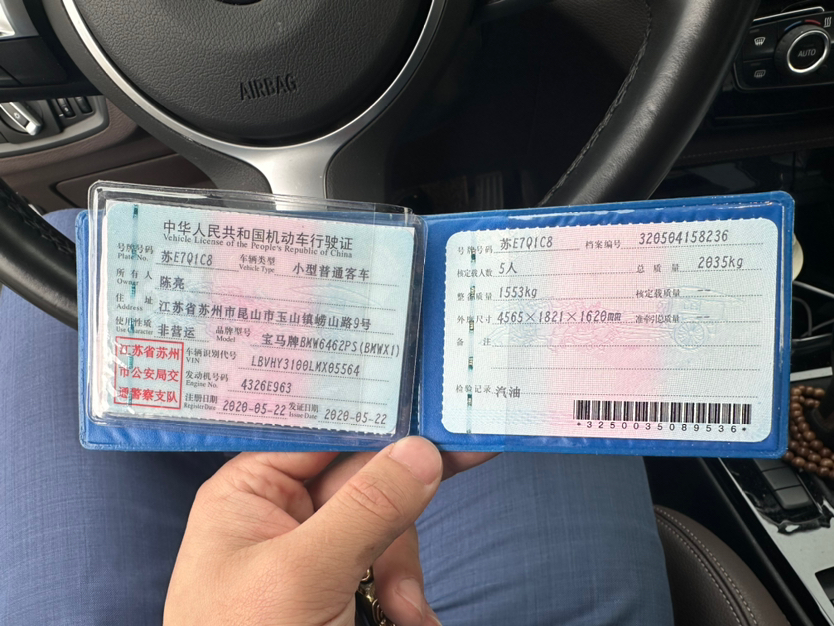 AIRBAG
AUTO
中华人民共和国机动车行驶证
Vehicle License of the People's Republic of China
号牌号码 苏E7Q1C8 车辆类型 小型普通客车
Plate No. Vehicle Type
所有人 陈亮
Owner
住址 江苏省苏州市昆山市玉山镇崂山路9号
Address
使用性质 非营运 品牌型号 宝马牌BMW6462PS(BMWX1)
Use Character Model
江苏省苏州
市公安局交
通警察支队
车辆识别代号 LBVHY3100LMX05564
VIN
发动机号码 4326E963
Engine No.
注册日期 2020-05-22 发证日期 2020-05-22
Register Date Issue Date
号牌号码 苏E7Q1C8 档案编号 320504158236
核定载人数 5人 总质量 2035kg
整备质量 1553kg 核定载质量 --
外廓尺寸 4565×1821×1620mm 准牵引总质量 --
备注
检验记录 汽油
*3250035089536*